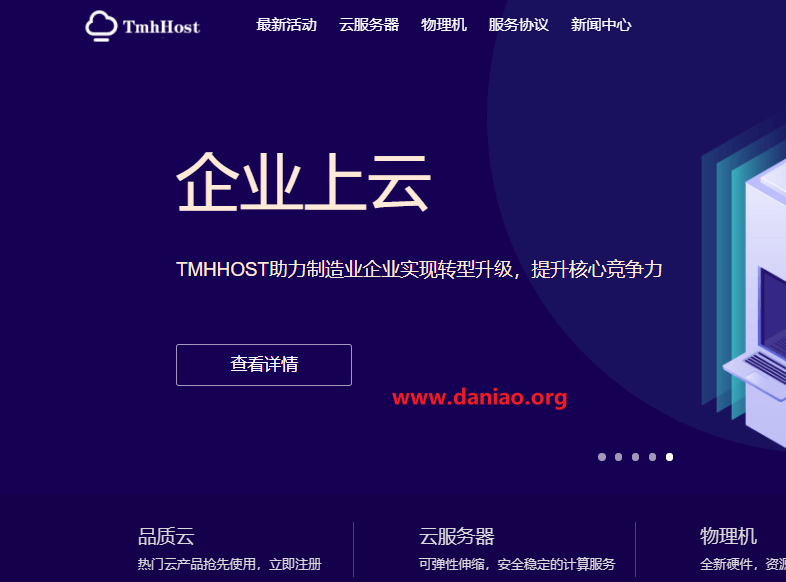 TmhHost 最新活动 云服务器 物理机 服务协议 新闻中心
企业上云
TMHHOST助力制造业企业实现转型升级，提升核心竞争力
查看详情
www.daniao.org
品质云 云服务器 物理机
热门云产品抢先使用，立即注册 可弹性伸缩，安全稳定的计算服务 全新硬件，资源